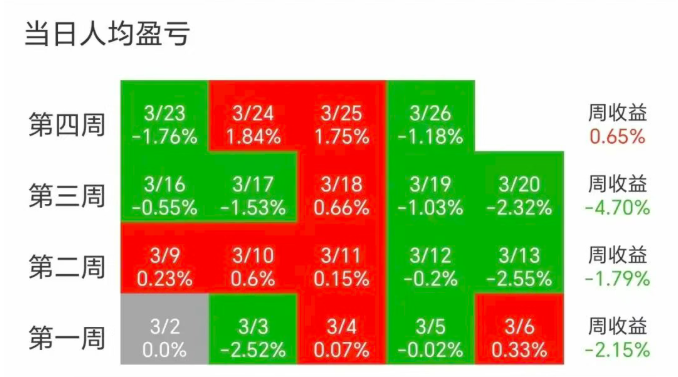 当日人均盈亏
第四周 3/23 3/24 3/25 3/26 周收益
-1.76% 1.84% 1.75% -1.18% 0.65%
第三周 3/16 3/17 3/18 3/19 3/20 周收益
-0.55% -1.53% 0.66% -1.03% -2.32% -4.70%
第二周 3/9 3/10 3/11 3/12 3/13 周收益
0.23% 0.6% 0.15% -0.2% -2.55% -1.79%
第一周 3/2 3/3 3/4 3/5 3/6 周收益
0.0% -2.52% 0.07% -0.02% 0.33% -2.15%